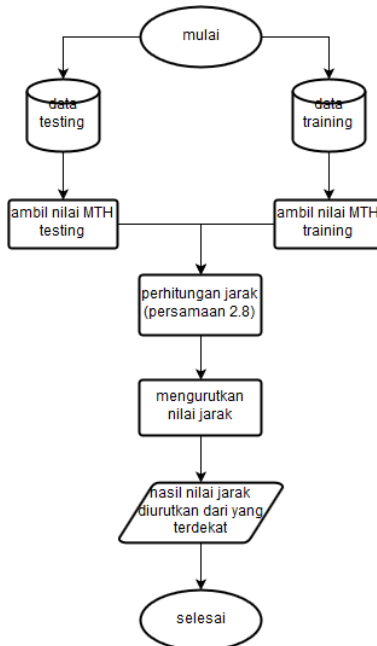 mulai
data
testing
data
training
ambil nilai MTH
testing
ambil nilai MTH
training
perhitungan jarak
(persamaan 2.8)
mengurutkan
nilai jarak
hasil nilai jarak
diurutkan dari yang
terdekat
selesai